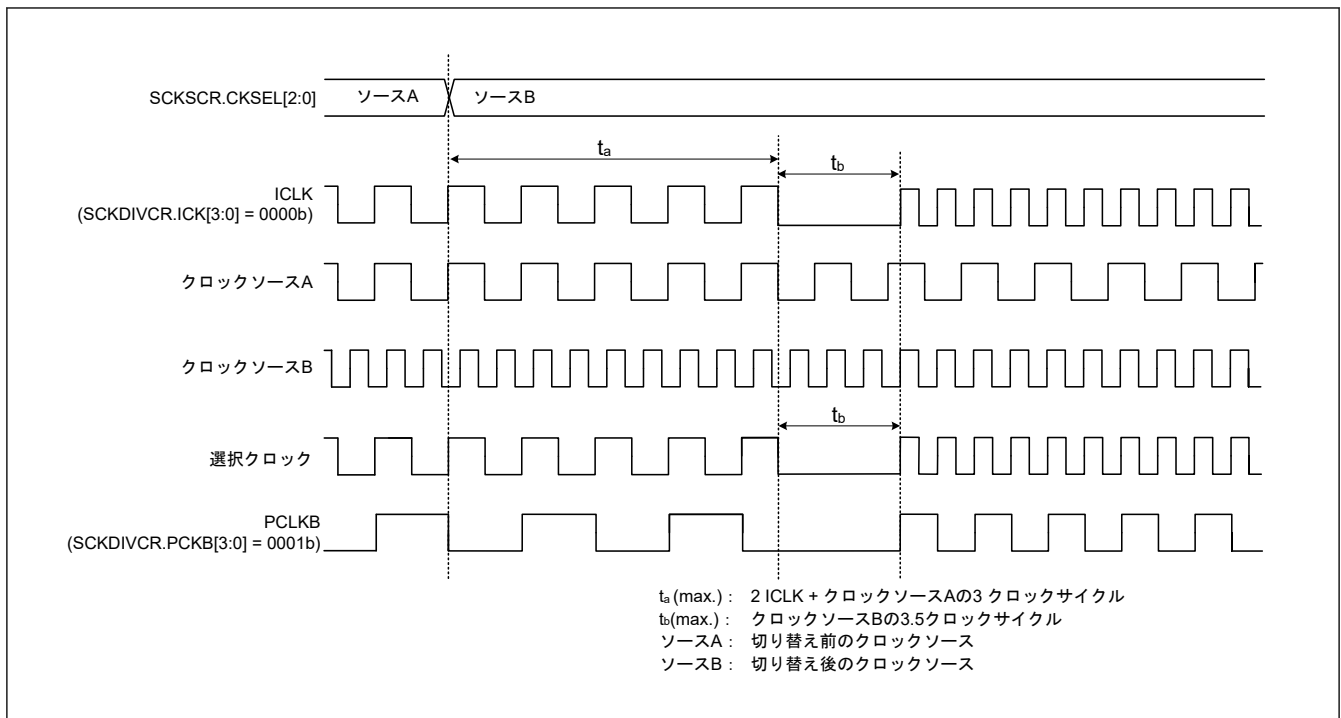 SCKSCR.CKSEL[2:0]
ソースA
ソースB
ta
tb
ICLK
(SCKDIVCR.ICK[3:0] = 0000b)
クロックソースA
クロックソースB
tb
選択クロック
PCLKB
(SCKDIVCR.PCKB[3:0] = 0001b)
ta (max.) : 2 ICLK + クロックソースAの3 クロックサイクル
tb(max.) : クロックソースBの3.5クロックサイクル
ソースA : 切り替え前のクロックソース
ソースB : 切り替え後のクロックソース